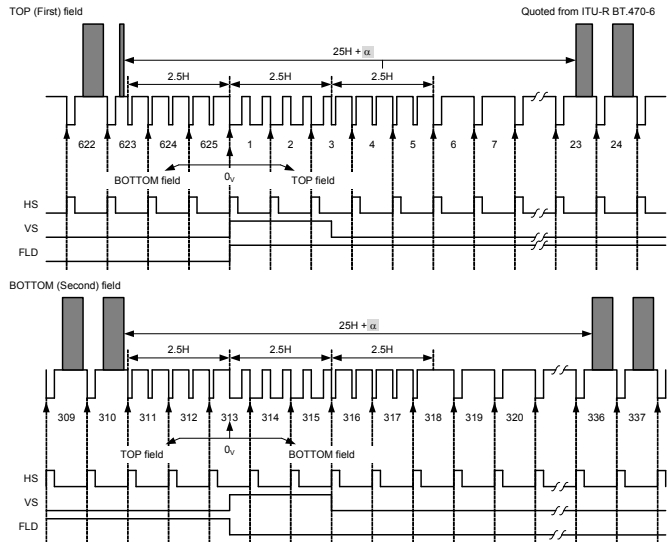 TOP (First) field
Quoted from ITU-R BT.470-6
25H + α
2.5H 2.5H 2.5H
622 623 624 625 1 2 3 4 5 6 7 23 24
BOTTOM field 0V TOP field
HS
VS
FLD
BOTTOM (Second) field
25H + α
2.5H 2.5H 2.5H
309 310 311 312 313 314 315 316 317 318 319 320 336 337
TOP field 0V BOTTOM field
HS
VS
FLD